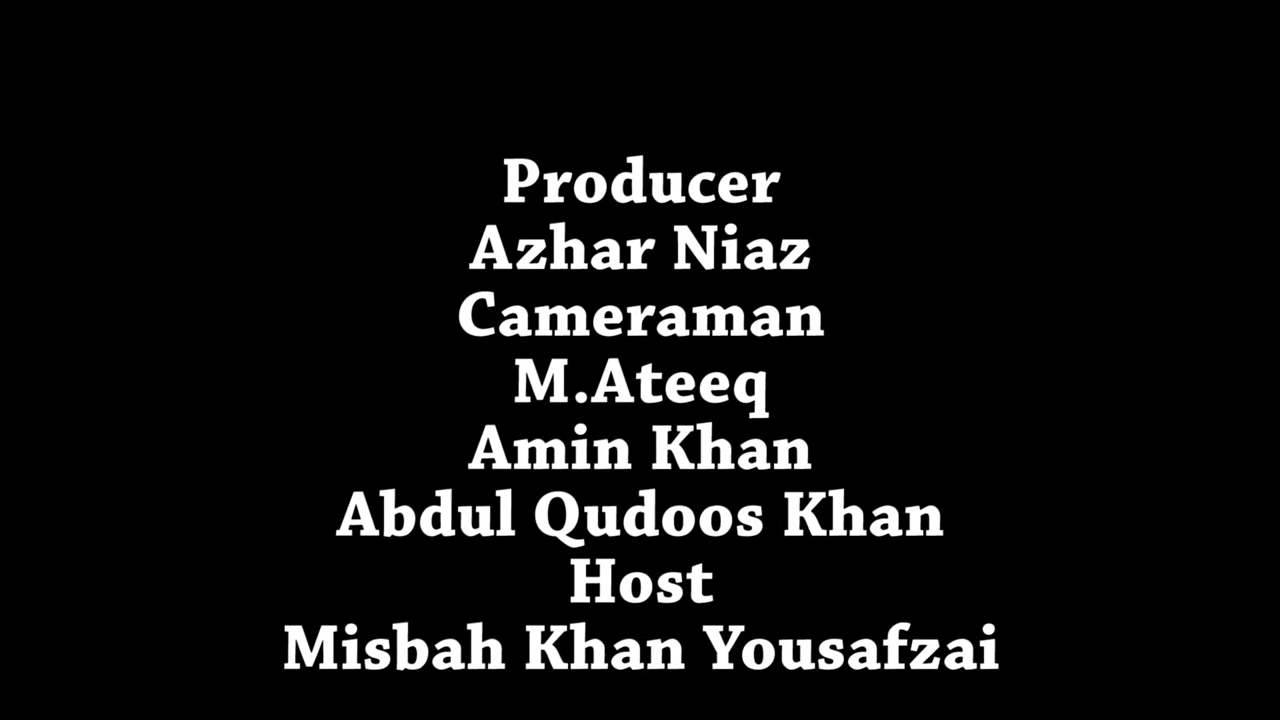 Producer
Azhar Niaz
Cameraman
M.Ateeq
Amin Khan
Abdul Qudoos Khan
Host
Misbah Khan Yousafzai